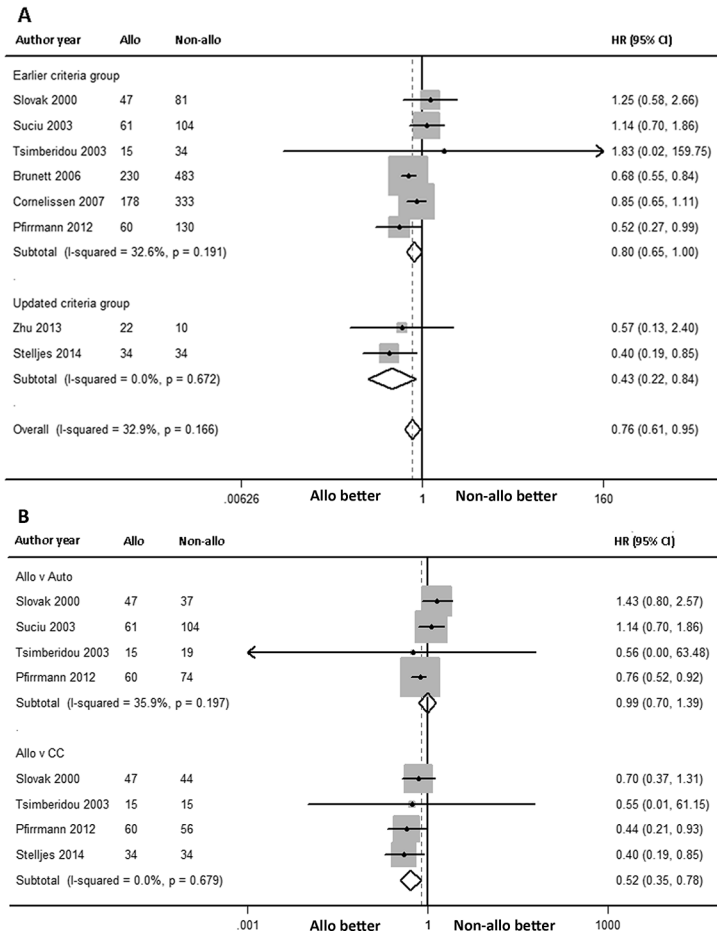 A
Author year Allo Non-allo HR (95% CI)
Earlier criteria group
Slovak 2000 47 81 1.25 (0.58, 2.66)
Suciu 2003 61 104 1.14 (0.70, 1.86)
Tsimberidou 2003 15 34 1.83 (0.02, 159.75)
Brunett 2006 230 483 0.68 (0.55, 0.84)
Cornelissen 2007 178 333 0.85 (0.65, 1.11)
Pfirrmann 2012 60 130 0.52 (0.27, 0.99)
Subtotal (I-squared = 32.6%, p = 0.191) 0.80 (0.65, 1.00)
.
Updated criteria group
Zhu 2013 22 10 0.57 (0.13, 2.40)
Stelljes 2014 34 34 0.40 (0.19, 0.85)
Subtotal (I-squared = 0.0%, p = 0.672) 0.43 (0.22, 0.84)
.
Overall (I-squared = 32.9%, p = 0.166) 0.76 (0.61, 0.95)
.00626 Allo better 1 Non-allo better 160
B
Author year Allo Non-allo HR (95% CI)
Allo v Auto
Slovak 2000 47 37 1.43 (0.80, 2.57)
Suciu 2003 61 104 1.14 (0.70, 1.86)
Tsimberidou 2003 15 19 0.56 (0.00, 63.48)
Pfirrmann 2012 60 74 0.76 (0.52, 0.92)
Subtotal (I-squared = 35.9%, p = 0.197) 0.99 (0.70, 1.39)
.
Allo v CC
Slovak 2000 47 44 0.70 (0.37, 1.31)
Tsimberidou 2003 15 15 0.55 (0.01, 61.15)
Pfirrmann 2012 60 56 0.44 (0.21, 0.93)
Stelljes 2014 34 34 0.40 (0.19, 0.85)
Subtotal (I-squared = 0.0%, p = 0.679) 0.52 (0.35, 0.78)
.001 Allo better 1 Non-allo better 1000